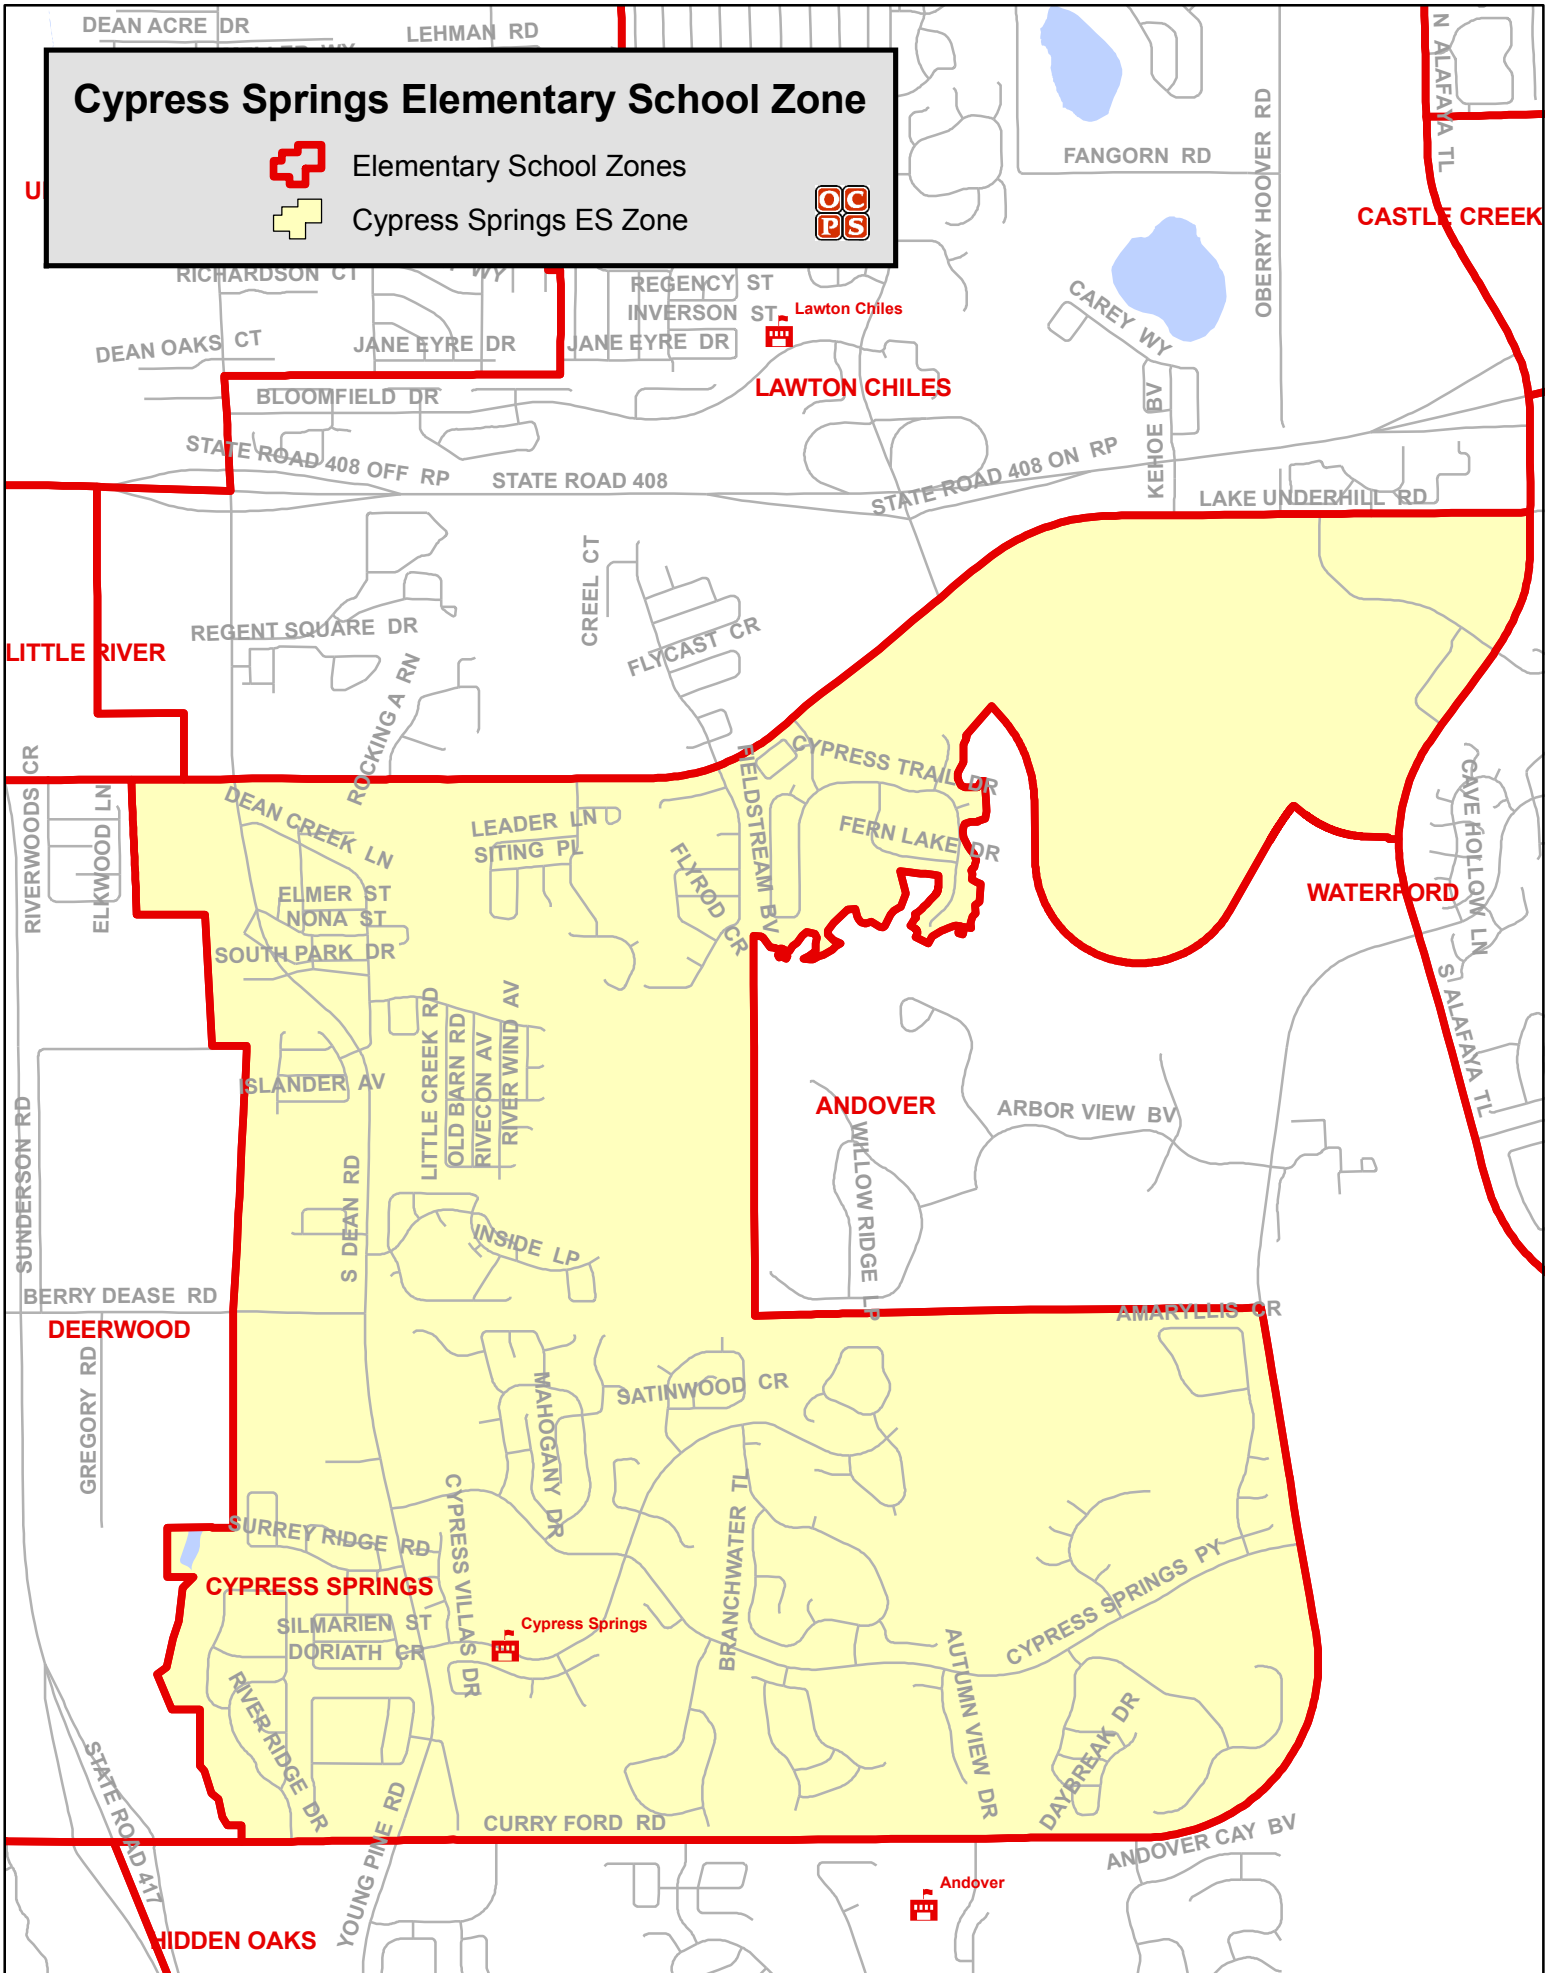 DEAN ACRE DR
LEHMAN RD
N ALAFAYA TL
Cypress Springs Elementary School Zone
Elementary School Zones
Cypress Springs ES Zone
OC
PS
FANGORN RD
OBERRY HOOVER RD
CASTLE CREEK
RICHARDSON CT
WY
REGENCY ST
INVERSON ST
Lawton Chiles
CAREY WY
DEAN OAKS CT
JANE EYRE DR
JANE EYRE DR
LAWTON CHILES
BLOOMFIELD DR
KEHOE BV
STATE ROAD 408 OFF RP
STATE ROAD 408
STATE ROAD 408 ON RP
LAKE UNDERHILL RD
CREEL CT
REGENT SQUARE DR
FLYCAST CR
LITTLE RIVER
ROCKING A RN
RIVERWOODS CR
ELKWOOD LN
DEAN CREEK LN
LEADER LN
SITING PL
FLYROD CR
FIELDSTREAM BV
CYPRESS TRAIL DR
FERN LAKE DR
CAVE HOLLOW LN
WATERFORD
ELMER ST
NONA ST
SOUTH PARK DR
S ALAFAYA TL
LITTLE CREEK RD
OLD BARN RD
RIVECON AV
RIVER WIND AV
ISLANDER AV
ANDOVER
ARBOR VIEW BV
WILLOW RIDGE LP
SUNDERSON RD
S DEAN RD
INSIDE LP
BERRY DEASE RD
DEERWOOD
AMARYLLIS CR
GREGORY RD
MAHOGANY DR
SATINWOOD CR
CYPRESS VILLAS DR
BRANCHWATER TL
SURREY RIDGE RD
CYPRESS SPRINGS
CYPRESS SPRINGS PY
SILMARIEN ST
DORIATH CR
Cypress Springs
AUTUMN VIEW DR
RIVER RIDGE DR
DAYBREAK DR
STATE ROAD 417
YOUNG PINE RD
CURRY FORD RD
ANDOVER CAY BV
Andover
HIDDEN OAKS